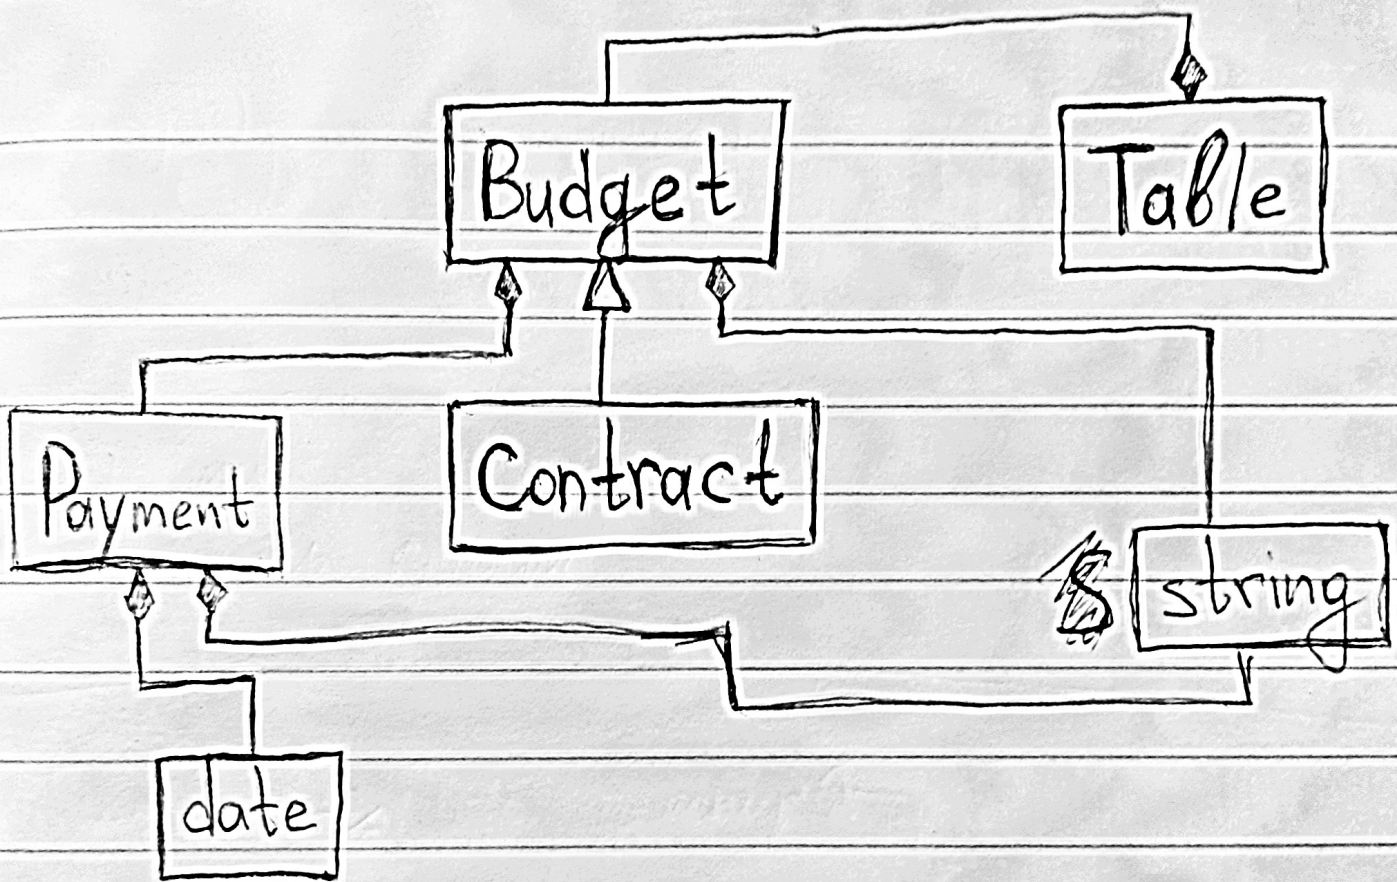 Budget
Table
Payment
Contract
string
date